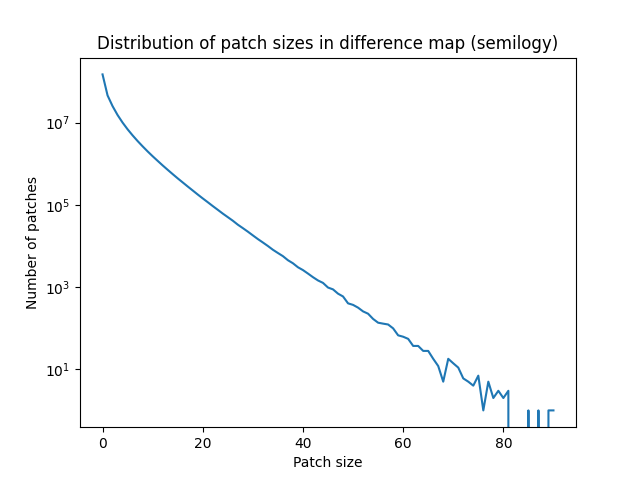 Distribution of patch sizes in difference map (semilogy)
10^7
10^5
10^3
10^1
Number of patches
0 20 40 60 80
Patch size